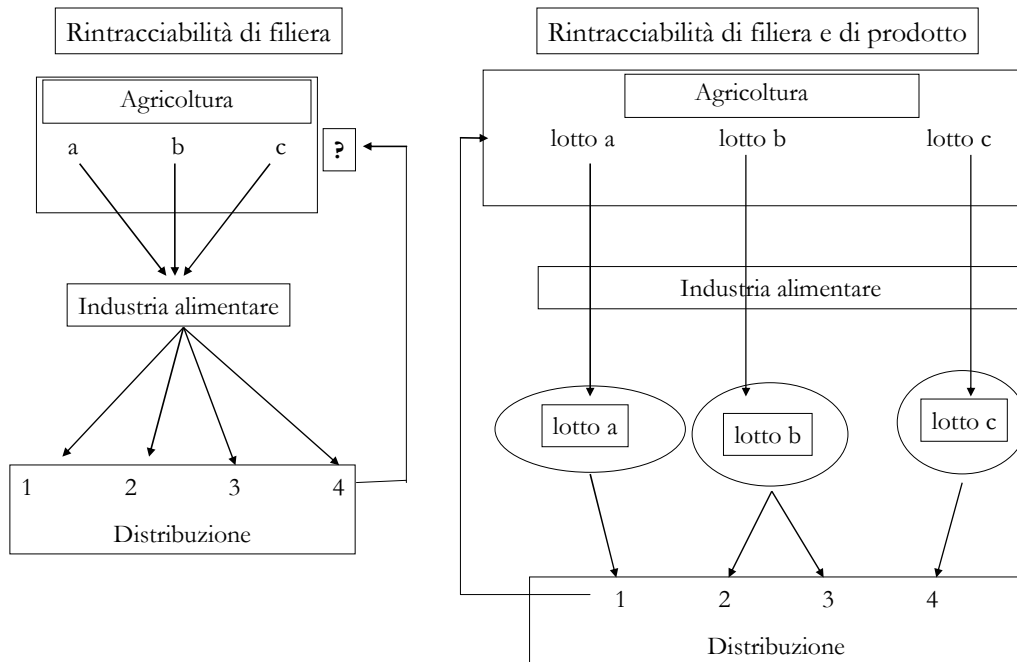 Rintracciabilità di filiera
Agricoltura
a b c
?
Industria alimentare
1 2 3 4
Distribuzione
Rintracciabilità di filiera e di prodotto
Agricoltura
lotto a lotto b lotto c
Industria alimentare
lotto a lotto b lotto c
1 2 3 4
Distribuzione